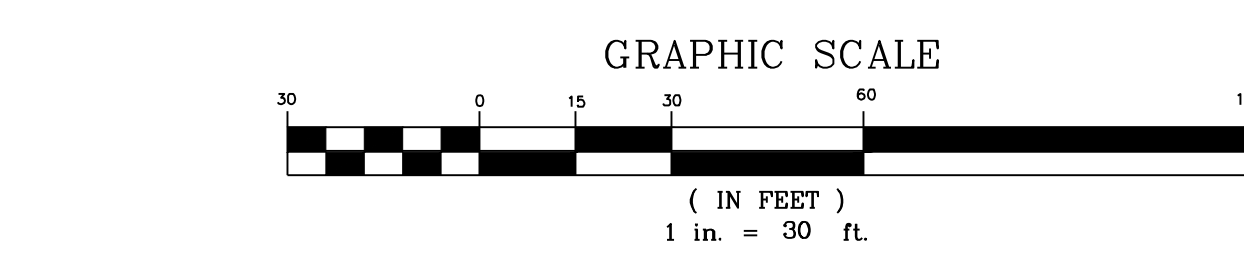 GRAPHIC SCALE
30 0 15 30 60
( IN FEET )
1 in. = 30 ft.